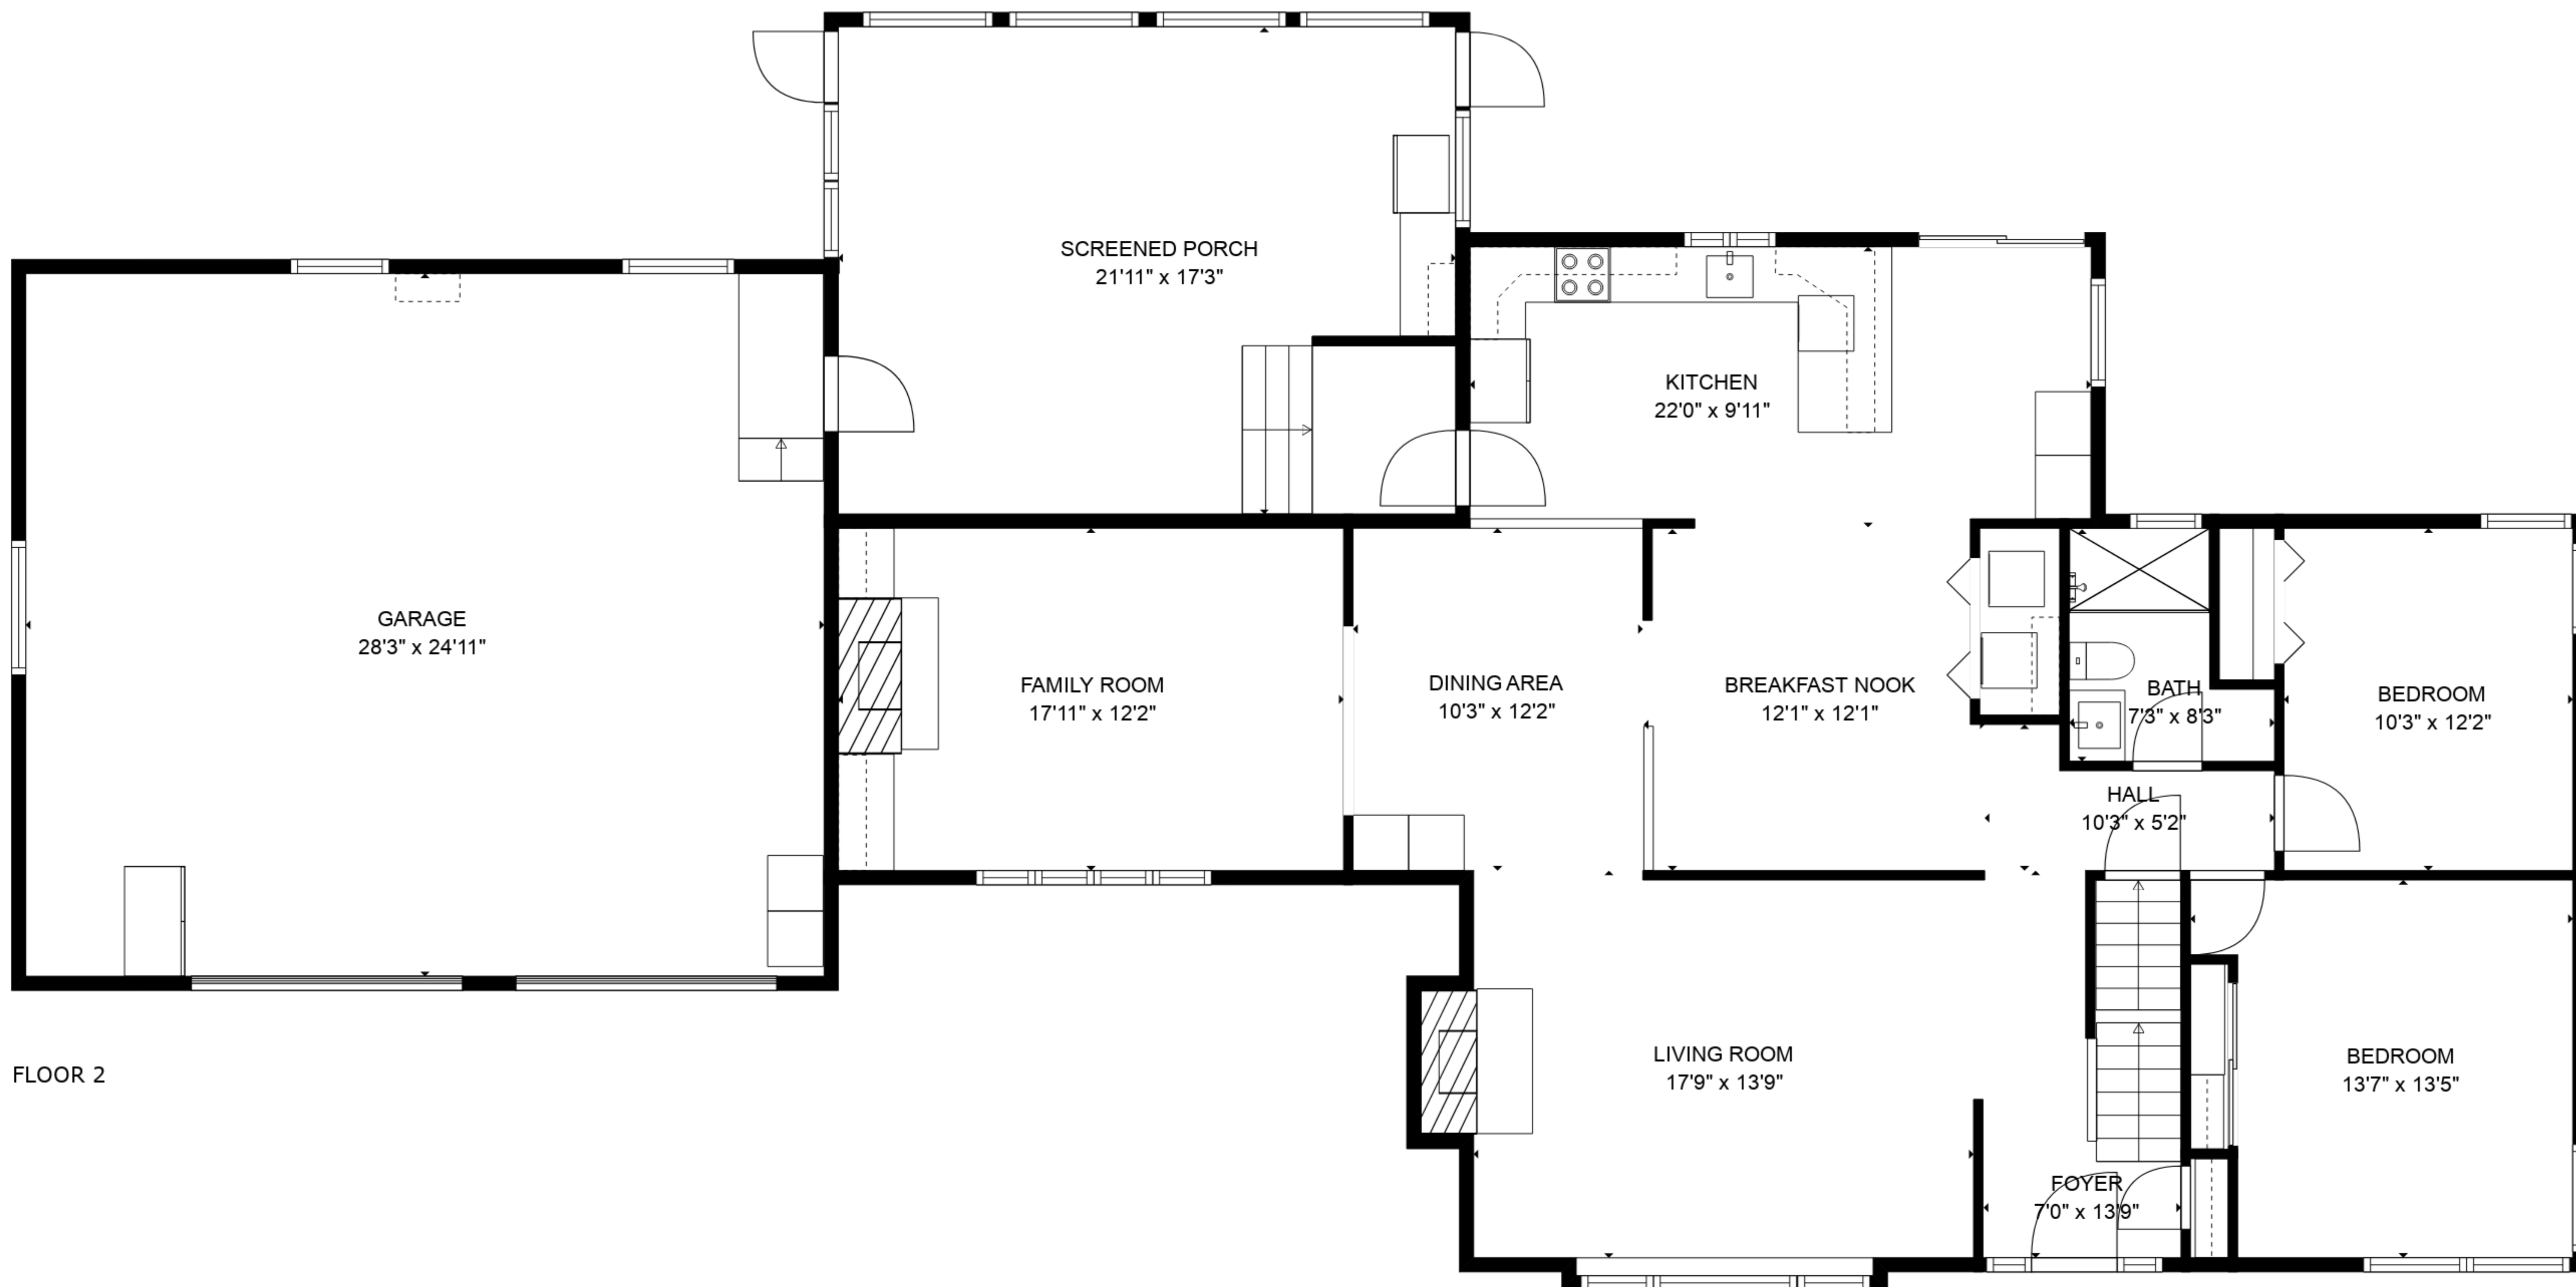 SCREENED PORCH
21'11" x 17'3"
KITCHEN
22'0" x 9'11"
GARAGE
28'3" x 24'11"
FAMILY ROOM
17'11" x 12'2"
DINING AREA
10'3" x 12'2"
BREAKFAST NOOK
12'1" x 12'1"
BATH
7'3" x 8'3"
BEDROOM
10'3" x 12'2"
HALL
10'3" x 5'2"
LIVING ROOM
17'9" x 13'9"
BEDROOM
13'7" x 13'5"
FLOOR 2
FOYER
7'0" x 13'9"